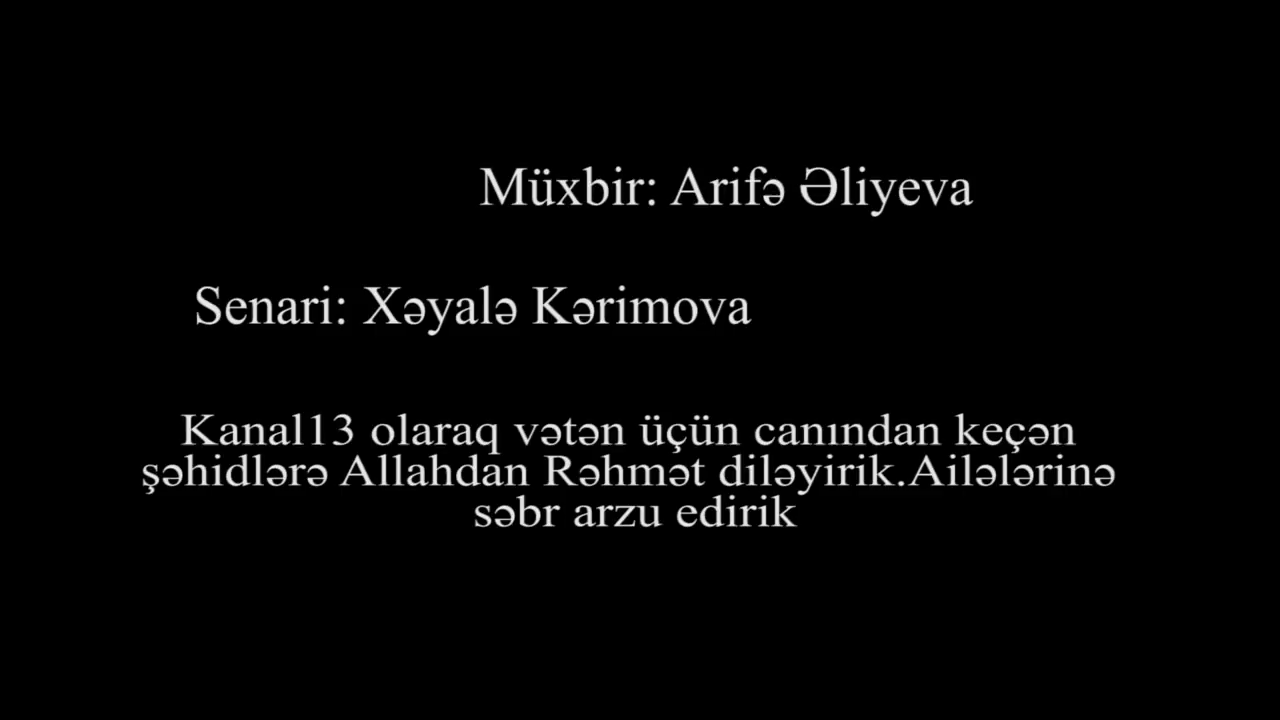 Müxbir: Arifə Əliyeva
Senari: Xəyalə Kərimova
Kanal13 olaraq vətən üçün canından keçən
şəhidlərə Allahdan Rəhmət diləyirik.Ailələrinə
səbr arzu edirik